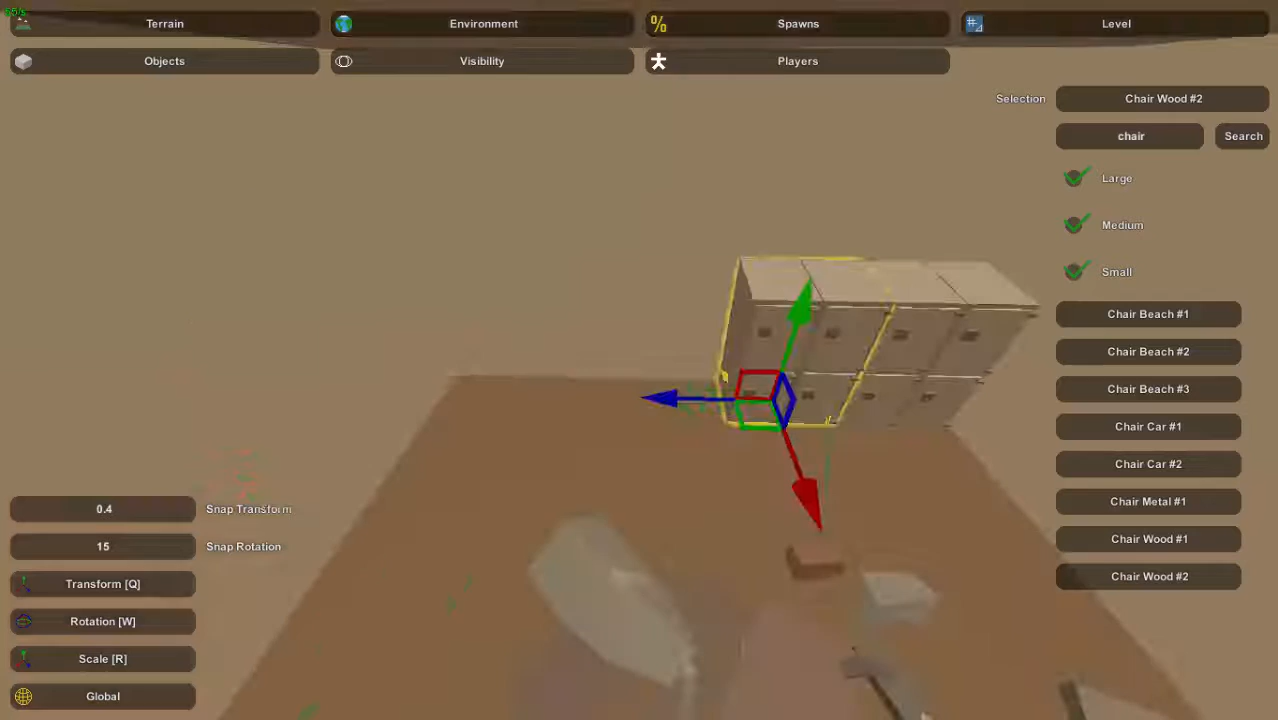 Terrain
Environment
%
Spawns
Level
Objects
Visibility
Players
Selection
Chair Wood #2
chair
Search
Large
Medium
Small
Chair Beach #1
Chair Beach #2
Chair Beach #3
Chair Car #1
Chair Car #2
Chair Metal #1
Chair Wood #1
Chair Wood #2
0.4
Snap Transform
15
Snap Rotation
Transform [Q]
Rotation [W]
Scale [R]
Global